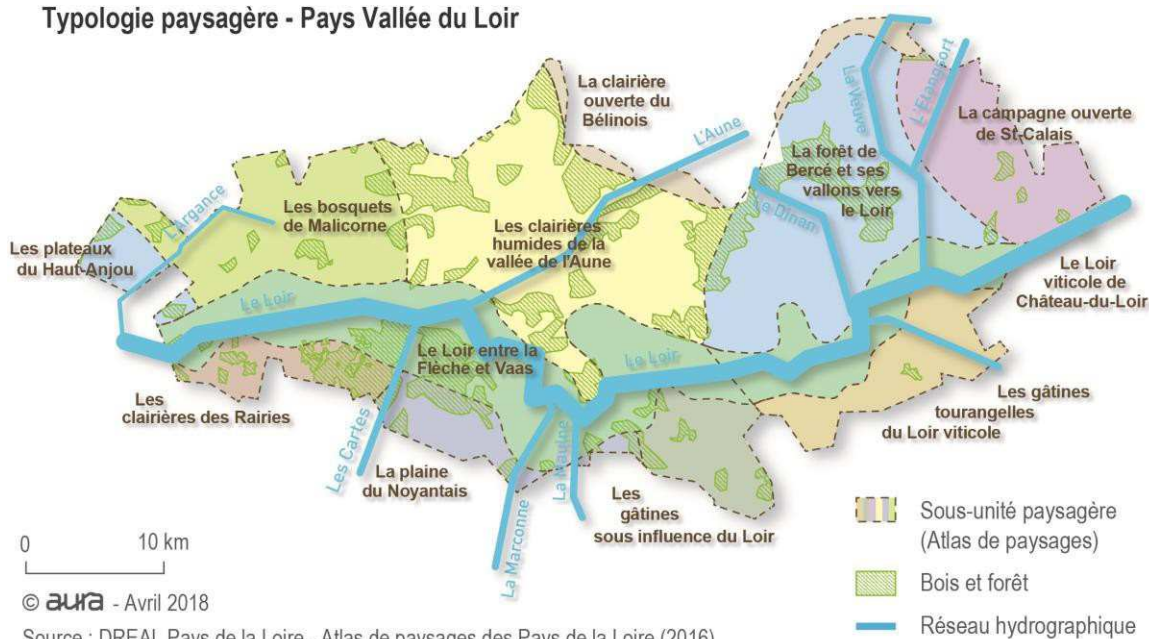 Typologie paysagère - Pays Vallée du Loir
La clairière
ouverte du
Bélinois
L'Aune
La Veuve
L'Etangsort
La campagne ouverte
de St-Calais
La forêt de
Bercé et ses
vallons vers
le Loir
Le Dinan
L'Argance
Les bosquets
de Malicorne
Les clairières
humides de la
vallée de l'Aune
Les plateaux
du Haut-Anjou
Le Loir
viticole de
Château-du-Loir
Le Loir
Le Loir
Le Loir entre la
Flèche et Vaas
Les
clairières des Rairies
Les Cartes
La plaine
du Noyantais
La Marconne
La Maulne
Les
gâtines
sous influence du Loir
Les gâtines
tourangelles
du Loir viticole
0 10 km
© aura - Avril 2018
Source : DREAL Pays de la Loire - Atlas de paysages des Pays de la Loire (2016)
Sous-unité paysagère
(Atlas de paysages)
Bois et forêt
Réseau hydrographique